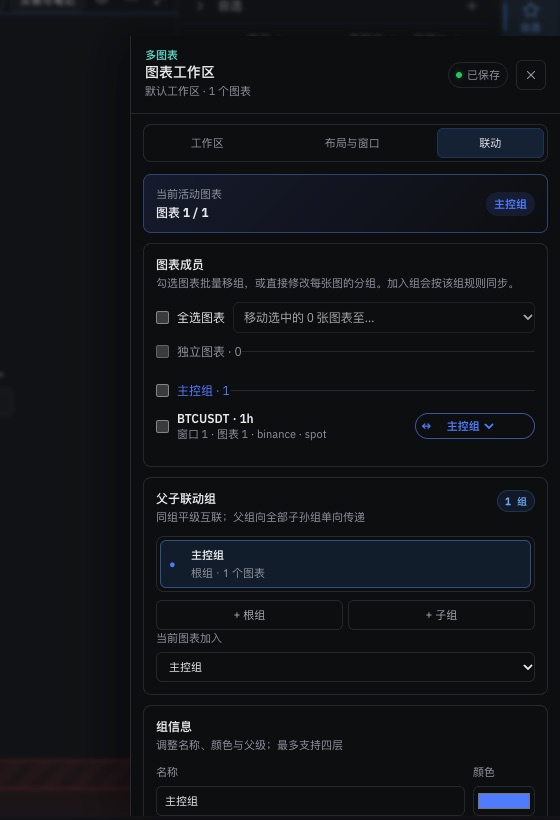 多图表
图表工作区
默认工作区 · 1 个图表
已保存
工作区
布局与窗口
联动
当前活动图表
图表 1 / 1
主控组
图表成员
勾选图表批量移组，或直接修改每张图的分组。加入组会按该组规则同步。
全选图表
移动选中的 0 张图表至...
独立图表 · 0
主控组 · 1
BTCUSDT · 1h
窗口 1 · 图表 1 · binance · spot
主控组
父子联动组
1 组
同组平级互联；父组向全部子孙组单向传递
主控组
根组 · 1 个图表
+ 根组
+ 子组
当前图表加入
主控组
组信息
调整名称、颜色与父级；最多支持四层
名称
颜色
主控组